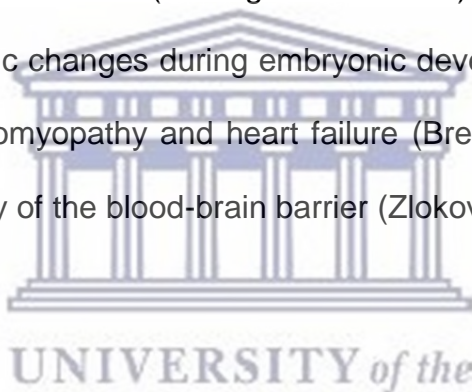 c changes during embryonic deve
omyopathy and heart failure (Bre
y of the blood-brain barrier (Zlokov
UNIVERSITY of the